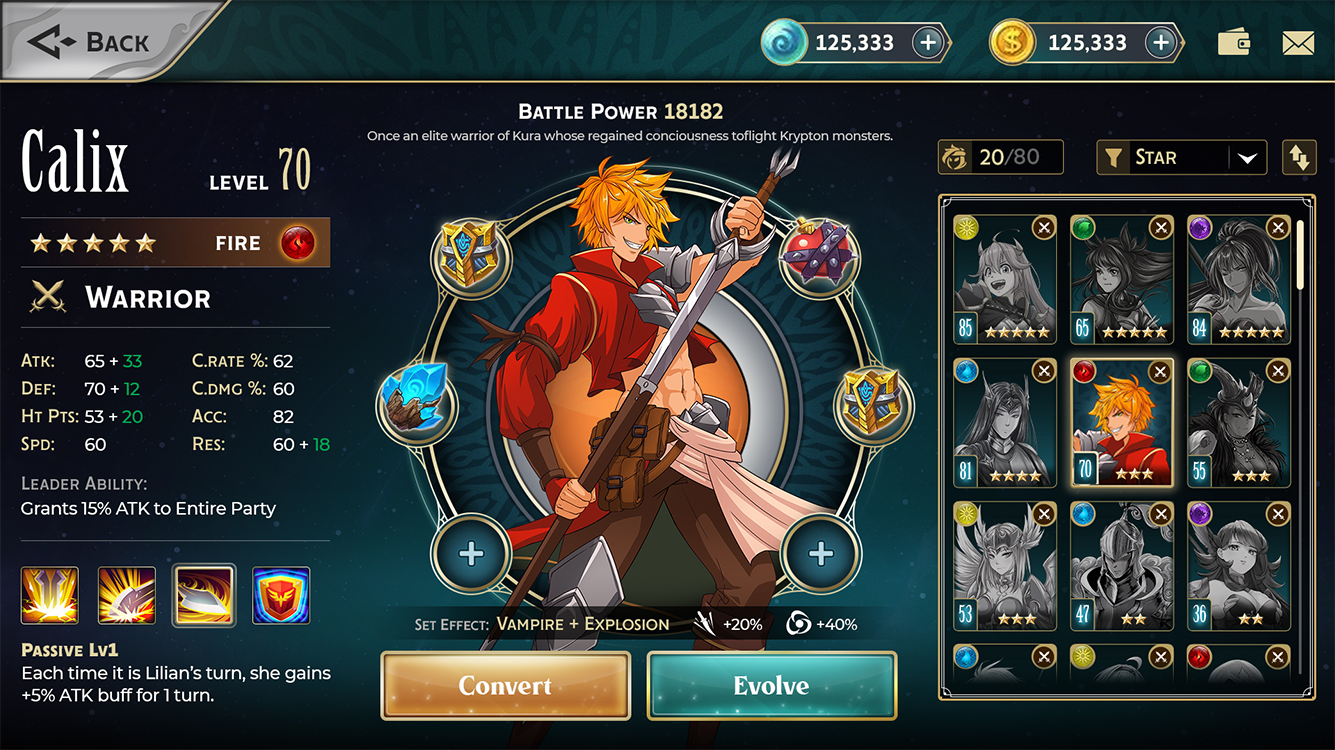 BACK
125,333
125,333
BATTLE POWER 18182
Once an elite warrior of Kura whose regained conciousness toflight Krypton monsters.
Calix
LEVEL 70
FIRE
WARRIOR
ATK: 65 + 33
C.RATE %: 62
DEF: 70 + 12
C.DMG %: 60
HT PTS: 53 + 20
ACC: 82
SPD: 60
RES: 60 + 18
LEADER ABILITY:
Grants 15% ATK to Entire Party
PASSIVE LV1
Each time it is Lilian's turn, she gains
+5% ATK buff for 1 turn.
SET EFFECT: VAMPIRE + EXPLOSION +20% +40%
Convert
Evolve
20/80
STAR
85
65
84
81
70
55
53
47
36